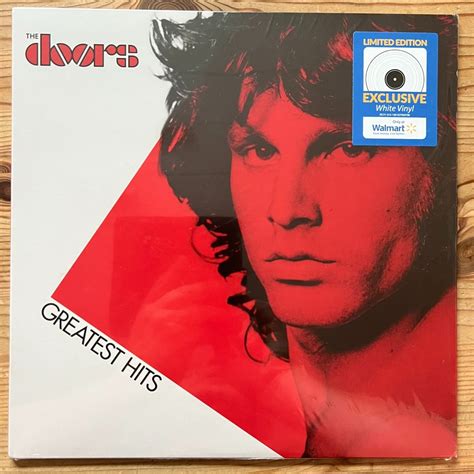 THE
doors
LIMITED EDITION
EXCLUSIVE
White Vinyl
Only at
Walmart
GREATEST HITS